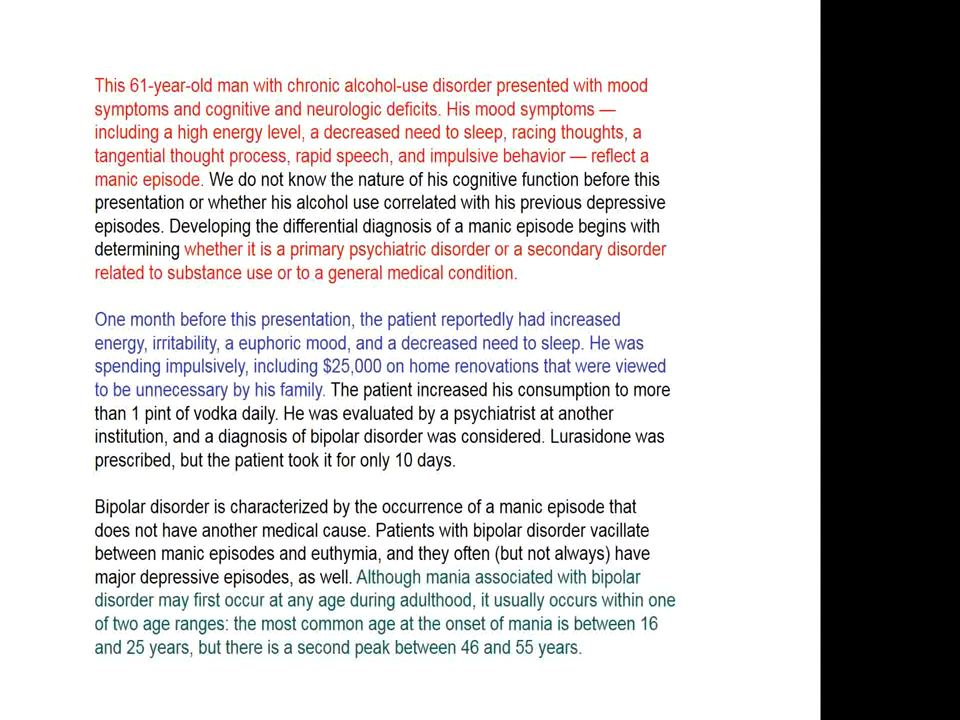 This 61-year-old man with chronic alcohol-use disorder presented with mood
symptoms and cognitive and neurologic deficits. His mood symptoms —
including a high energy level, a decreased need to sleep, racing thoughts, a
tangential thought process, rapid speech, and impulsive behavior — reflect a
manic episode. We do not know the nature of his cognitive function before this
presentation or whether his alcohol use correlated with his previous depressive
episodes. Developing the differential diagnosis of a manic episode begins with
determining whether it is a primary psychiatric disorder or a secondary disorder
related to substance use or to a general medical condition.
One month before this presentation, the patient reportedly had increased
energy, irritability, a euphoric mood, and a decreased need to sleep. He was
spending impulsively, including $25,000 on home renovations that were viewed
to be unnecessary by his family. The patient increased his consumption to more
than 1 pint of vodka daily. He was evaluated by a psychiatrist at another
institution, and a diagnosis of bipolar disorder was considered. Lurasidone was
prescribed, but the patient took it for only 10 days.
Bipolar disorder is characterized by the occurrence of a manic episode that
does not have another medical cause. Patients with bipolar disorder vacillate
between manic episodes and euthymia, and they often (but not always) have
major depressive episodes, as well. Although mania associated with bipolar
disorder may first occur at any age during adulthood, it usually occurs within one
of two age ranges: the most common age at the onset of mania is between 16
and 25 years, but there is a second peak between 46 and 55 years.